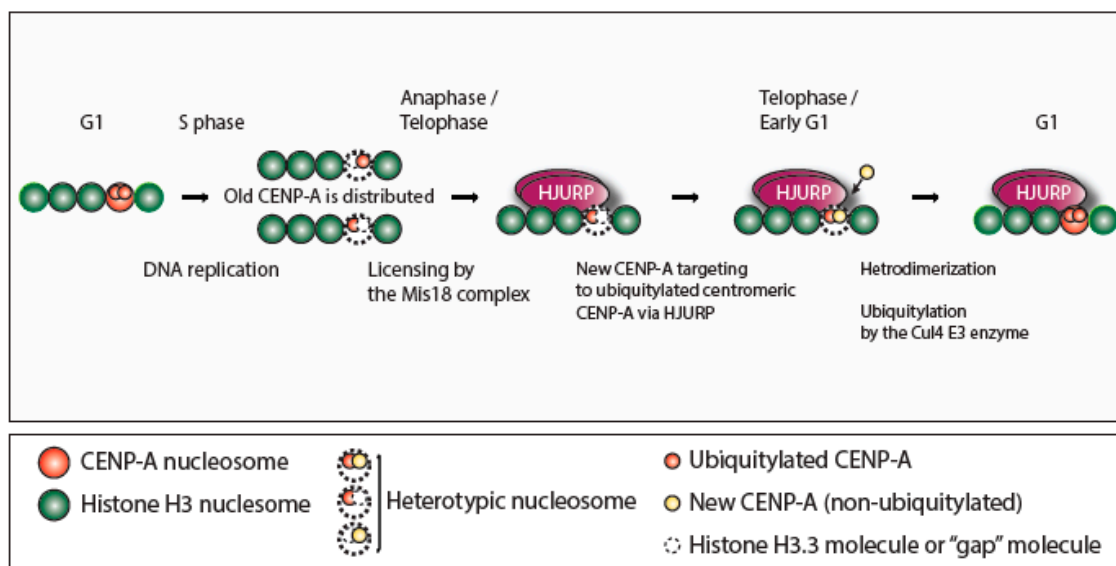 G1
S phase
Anaphase /
Telophase
Telophase /
Early G1
G1
Old CENP-A is distributed
HJURP
HJURP
HJURP
DNA replication
Licensing by
the Mis18 complex
New CENP-A targeting
to ubiquitylated centromeric
CENP-A via HJURP
Hetrodimerization
Ubiquitylation
by the Cul4 E3 enzyme
CENP-A nucleosome
Histone H3 nuclesome
Heterotypic nucleosome
Ubiquitylated CENP-A
New CENP-A (non-ubiquitylated)
Histone H3.3 molecule or “gap” molecule